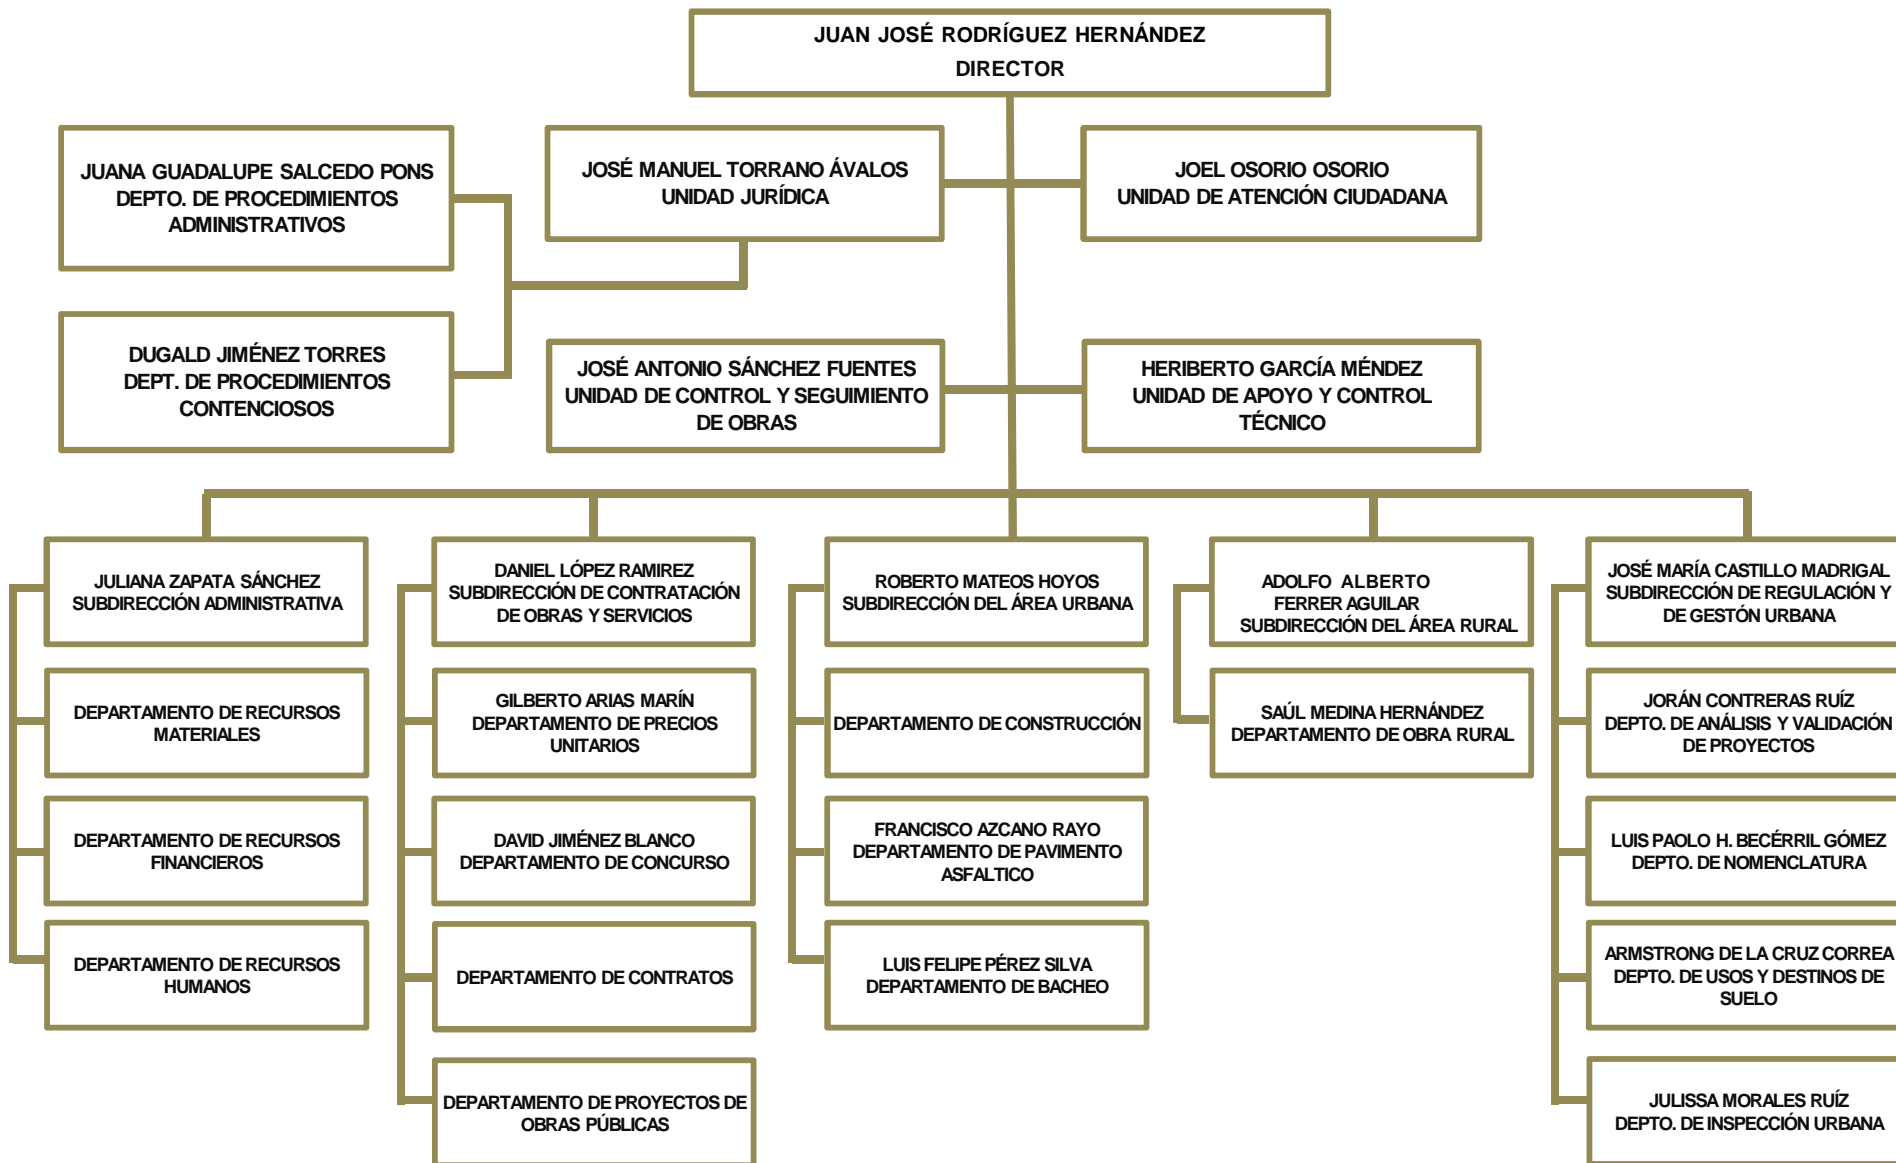 JUAN JOSÉ RODRÍGUEZ HERNÁNDEZ
DIRECTOR
JUANA GUADALUPE SALCEDO PONS
DEPTO. DE PROCEDIMIENTOS
ADMINISTRATIVOS
JOSÉ MANUEL TORRANO ÁVALOS
UNIDAD JURÍDICA
JOEL OSORIO OSORIO
UNIDAD DE ATENCIÓN CIUDADANA
DUGALD JIMÉNEZ TORRES
DEPT. DE PROCEDIMIENTOS
CONTENCIOSOS
JOSÉ ANTONIO SÁNCHEZ FUENTES
UNIDAD DE CONTROL Y SEGUIMIENTO
DE OBRAS
HERIBERTO GARCÍA MÉNDEZ
UNIDAD DE APOYO Y CONTROL
TÉCNICO
JULIANA ZAPATA SÁNCHEZ
SUBDIRECCIÓN ADMINISTRATIVA
DEPARTAMENTO DE RECURSOS
MATERIALES
DEPARTAMENTO DE RECURSOS
FINANCIEROS
DEPARTAMENTO DE RECURSOS
HUMANOS
DANIEL LÓPEZ RAMIREZ
SUBDIRECCIÓN DE CONTRATACIÓN
DE OBRAS Y SERVICIOS
GILBERTO ARIAS MARÍN
DEPARTAMENTO DE PRECIOS
UNITARIOS
DAVID JIMÉNEZ BLANCO
DEPARTAMENTO DE CONCURSO
DEPARTAMENTO DE CONTRATOS
DEPARTAMENTO DE PROYECTOS DE
OBRAS PÚBLICAS
ROBERTO MATEOS HOYOS
SUBDIRECCIÓN DEL ÁREA URBANA
DEPARTAMENTO DE CONSTRUCCIÓN
FRANCISCO AZCANO RAYO
DEPARTAMENTO DE PAVIMENTO
ASFALTICO
LUIS FELIPE PÉREZ SILVA
DEPARTAMENTO DE BACHEO
ADOLFO ALBERTO
FERRER AGUILAR
SUBDIRECCIÓN DEL ÁREA RURAL
SAÚL MEDINA HERNÁNDEZ
DEPARTAMENTO DE OBRA RURAL
JOSÉ MARÍA CASTILLO MADRIGAL
SUBDIRECCIÓN DE REGULACIÓN Y
DE GESTÓN URBANA
JORÁN CONTRERAS RUÍZ
DEPTO. DE ANÁLISIS Y VALIDACIÓN
DE PROYECTOS
LUIS PAOLO H. BECÉRRIL GÓMEZ
DEPTO. DE NOMENCLATURA
ARMSTRONG DE LA CRUZ CORREA
DEPTO. DE USOS Y DESTINOS DE
SUELO
JULISSA MORALES RUÍZ
DEPTO. DE INSPECCIÓN URBANA